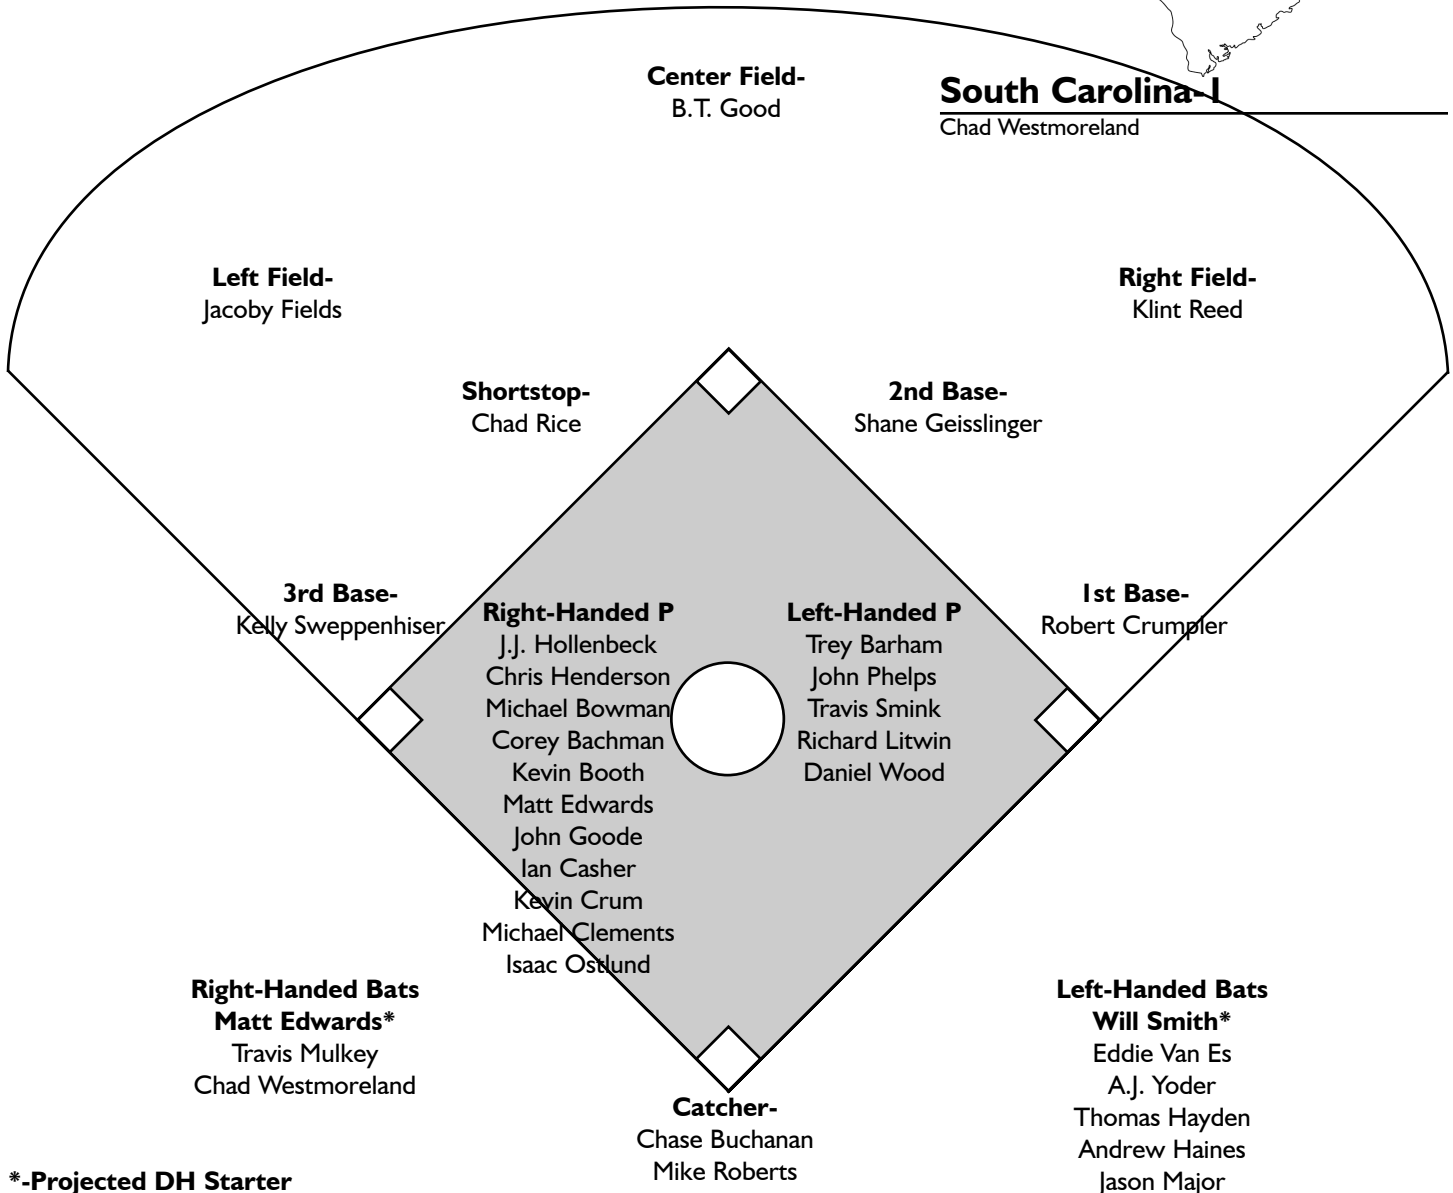 Center Field-
B.T. Good
South Carolina-1
Chad Westmoreland
Left Field-
Jacoby Fields
Right Field-
Klint Reed
Shortstop-
Chad Rice
2nd Base-
Shane Geisslinger
3rd Base-
Kelly Sweppenhiser
1st Base-
Robert Crumpler
Right-Handed P
J.J. Hollenbeck
Chris Henderson
Michael Bowman
Corey Bachman
Kevin Booth
Matt Edwards
John Goode
Ian Casher
Kevin Crum
Michael Clements
Isaac Ostlund
Left-Handed P
Trey Barham
John Phelps
Travis Smink
Richard Litwin
Daniel Wood
Right-Handed Bats
Matt Edwards*
Travis Mulkey
Chad Westmoreland
Left-Handed Bats
Will Smith*
Eddie Van Es
A.J. Yoder
Thomas Hayden
Andrew Haines
Jason Major
Catcher-
Chase Buchanan
Mike Roberts
*-Projected DH Starter